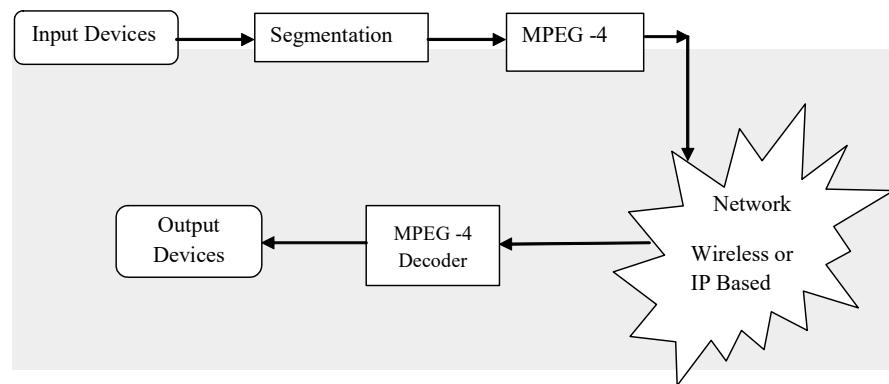 Input Devices
Segmentation
MPEG -4
Network
Wireless or
IP Based
MPEG -4
Decoder
Output
Devices